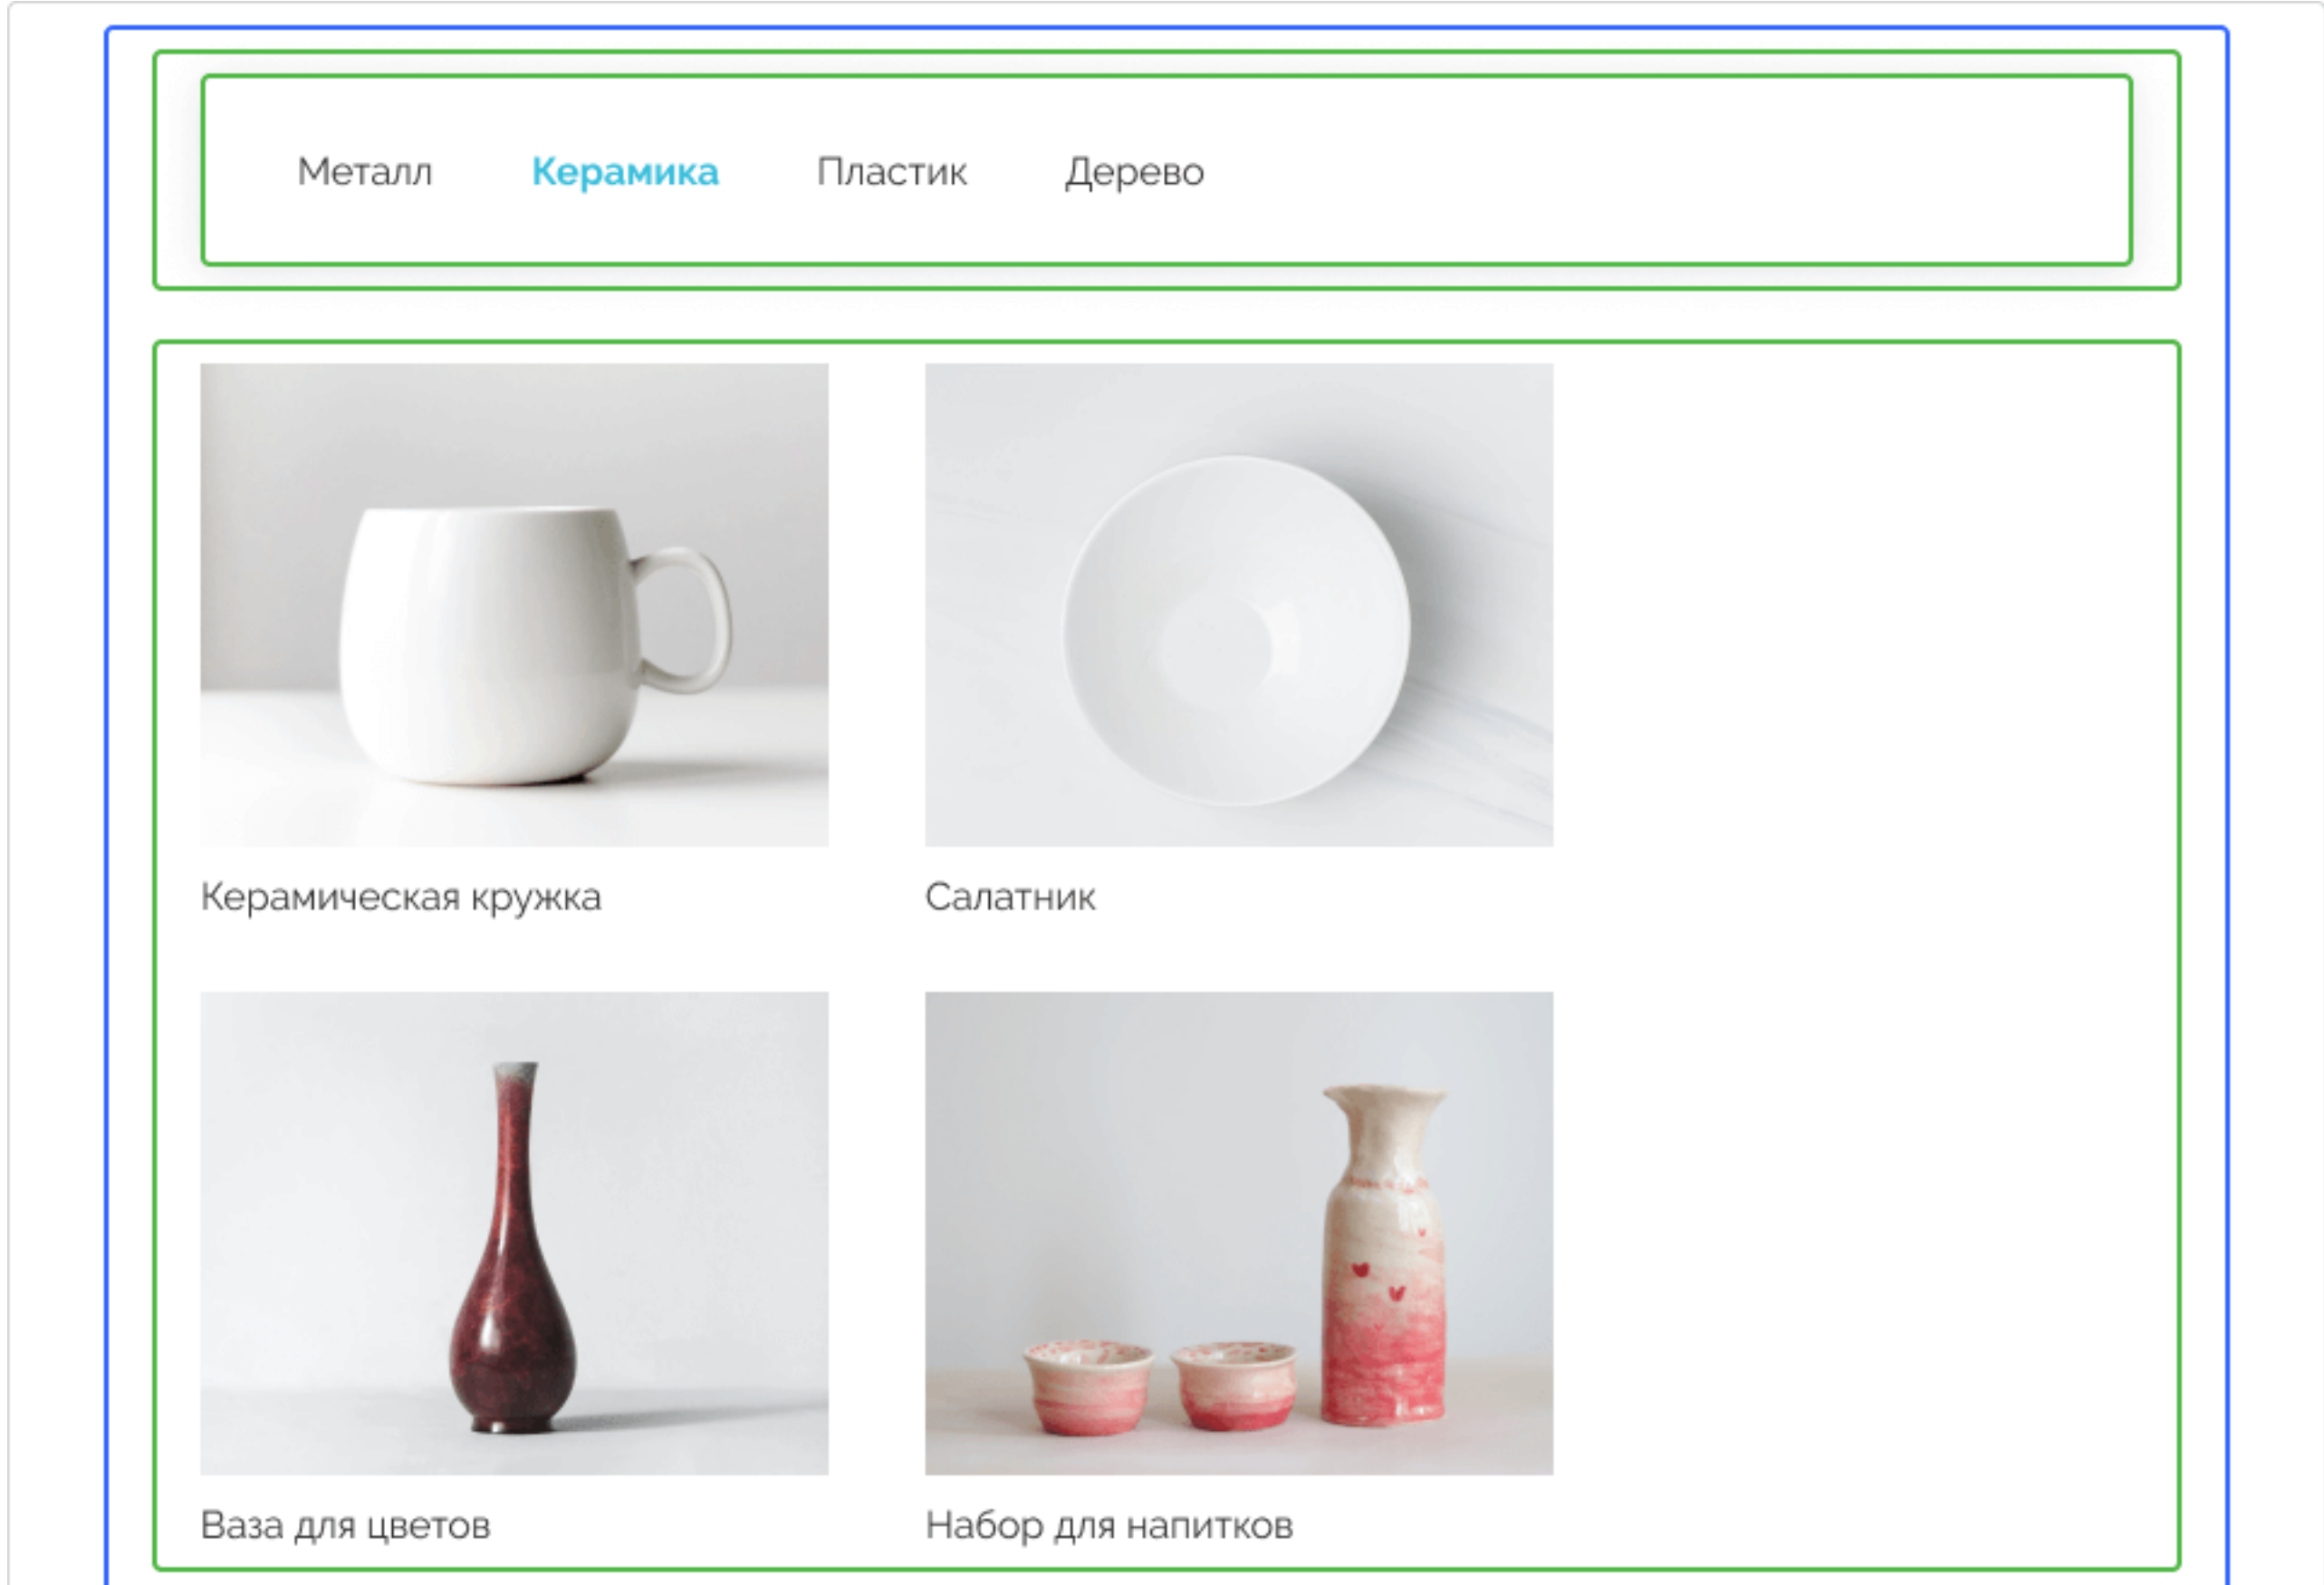 Металл Керамика Пластик Дерево
Керамическая кружка
Салатник
Ваза для цветов
Набор для напитков